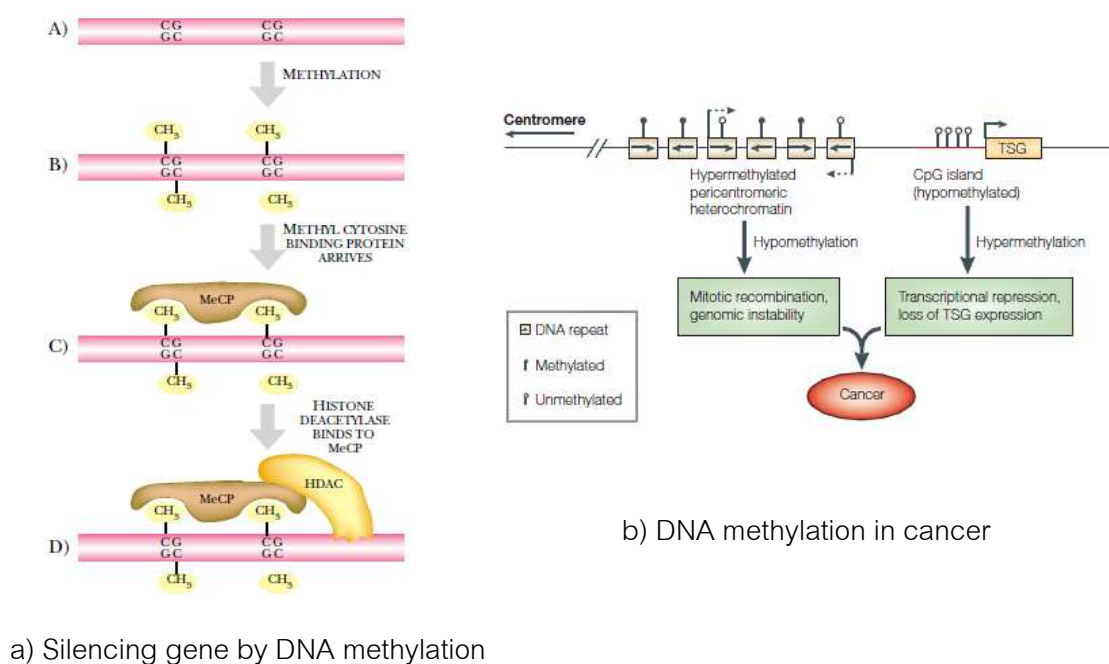 A)
CG CG
GC GC
METHYLATION
CH3 CH3
B)
CG CG
GC GC
CH3 CH3
METHYL CYTOSINE
BINDING PROTEIN
ARRIVES
MeCP
CH3 CH3
C)
CG CG
GC GC
CH3 CH3
HISTONE
DEACETYLASE
BINDS TO
MeCP
HDAC
MeCP
CH3 CH3
D)
CG CG
GC GC
CH3 CH3
a) Silencing gene by DNA methylation
Centromere
TSG
Hypermethylated
pericentromeric
heterochromatin
CpG island
(hypomethylated)
Hypomethylation
Hypermethylation
Mitotic recombination,
genomic instability
Transcriptional repression,
loss of TSG expression
Cancer
DNA repeat
Methylated
Unmethylated
b) DNA methylation in cancer